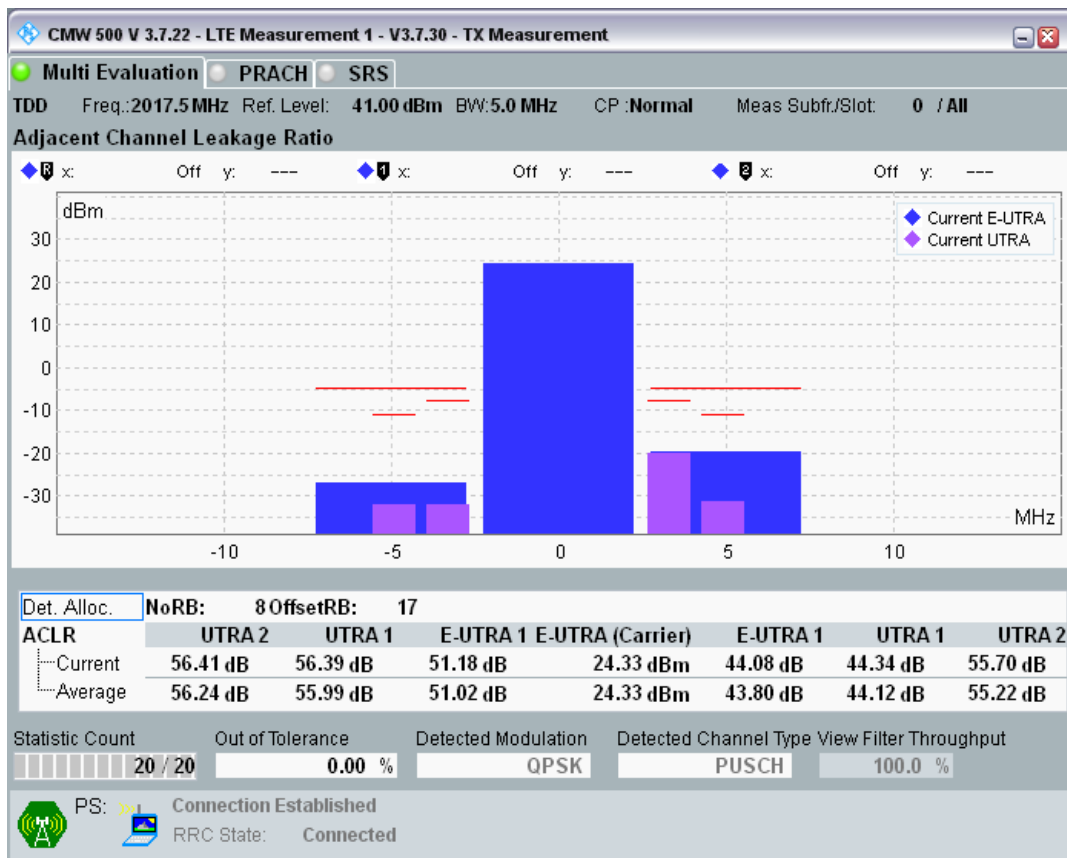 CMW 500 V 3.7.22 - LTE Measurement 1 - V3.7.30 - TX Measurement
Multi Evaluation PRACH SRS
TDD Freq.:2017.5 MHz Ref. Level: 41.00 dBm BW:5.0 MHz CP :Normal Meas Subfr./Slot: 0 / All
Adjacent Channel Leakage Ratio
R x: Off y: --- 1 x: Off y: --- 2 x: Off y: ---
dBm
Current E-UTRA
Current UTRA
30
20
10
0
-10
-20
-30
MHz
-10 -5 0 5 10
Det. Alloc. NoRB: 8 OffsetRB: 17
ACLR UTRA 2 UTRA 1 E-UTRA 1 E-UTRA (Carrier) E-UTRA 1 UTRA 1 UTRA 2
Current 56.41 dB 56.39 dB 51.18 dB 24.33 dBm 44.08 dB 44.34 dB 55.70 dB
Average 56.24 dB 55.99 dB 51.02 dB 24.33 dBm 43.80 dB 44.12 dB 55.22 dB
Statistic Count Out of Tolerance Detected Modulation Detected Channel Type View Filter Throughput
20 / 20 0.00 % QPSK PUSCH 100.0 %
PS: Connection Established
RRC State: Connected